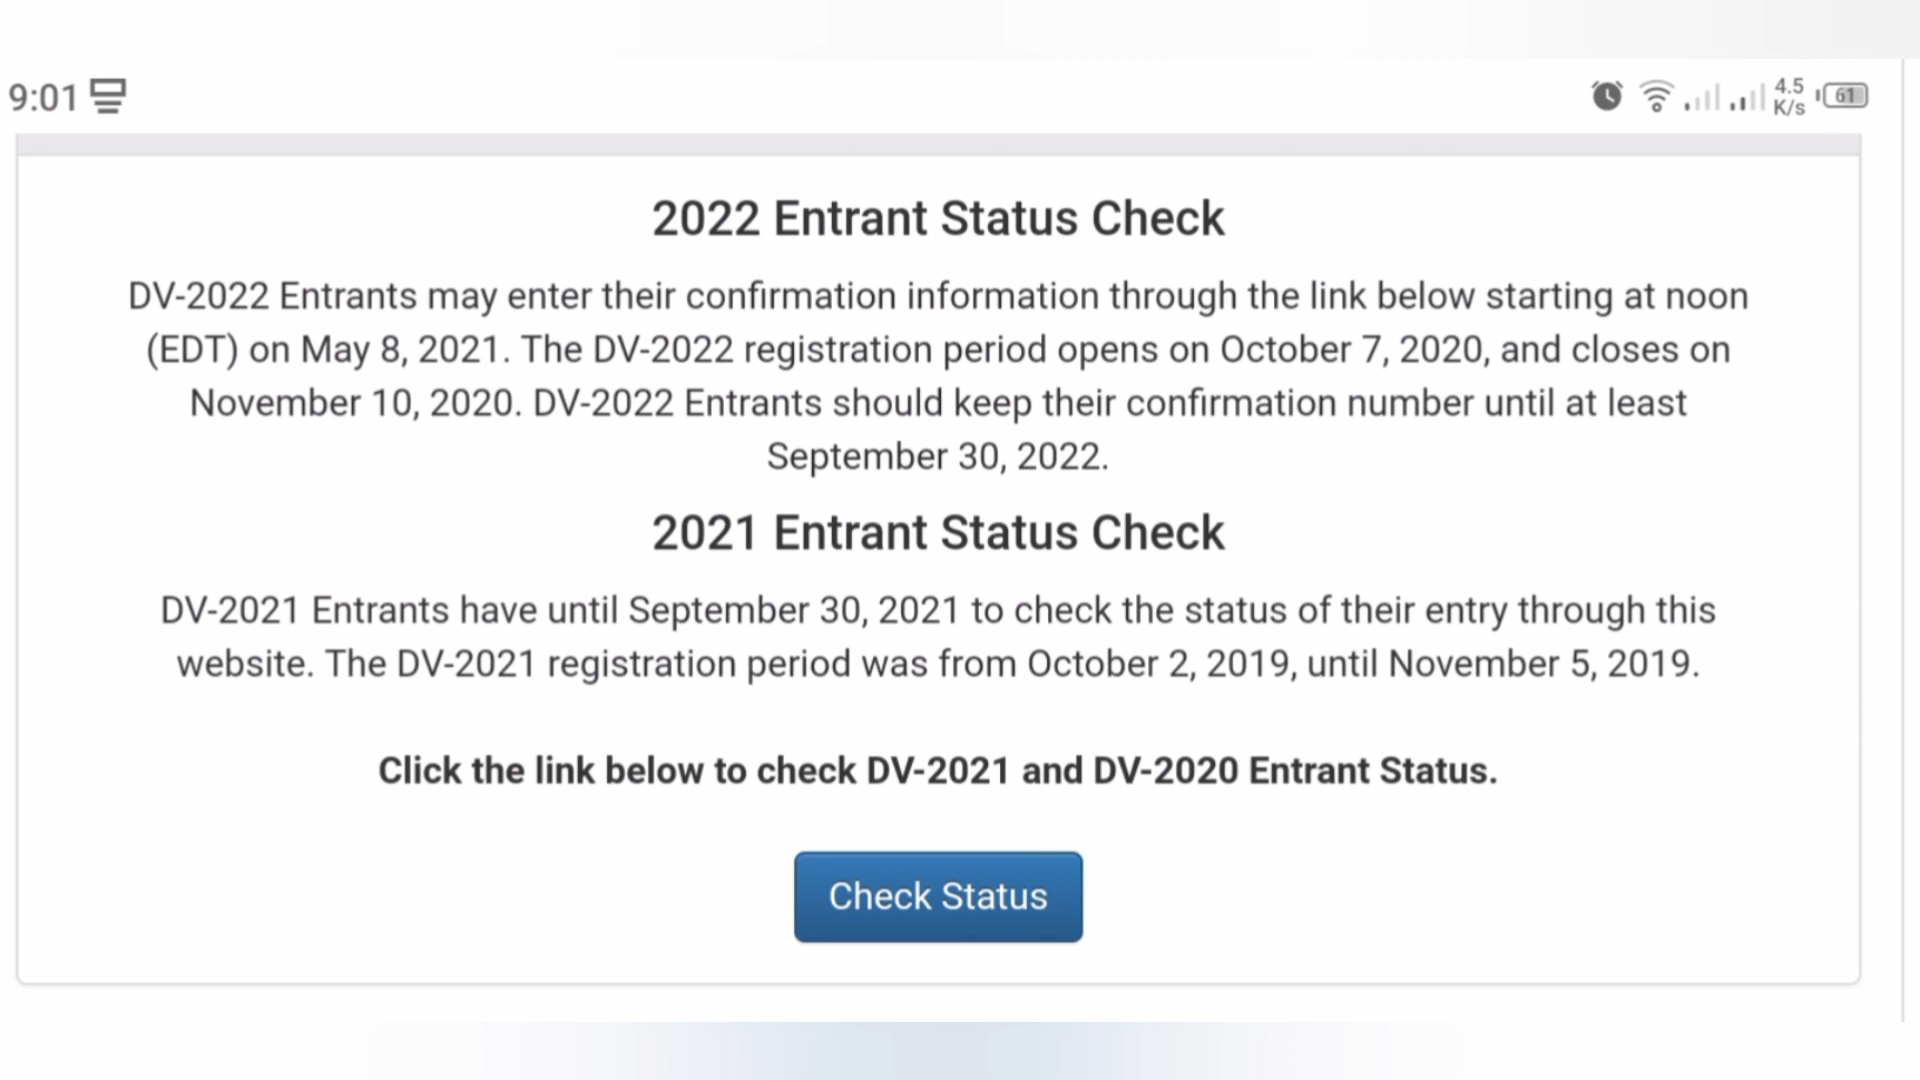 9:01
4.5
K/s
61
2022 Entrant Status Check
DV-2022 Entrants may enter their confirmation information through the link below starting at noon
(EDT) on May 8, 2021. The DV-2022 registration period opens on October 7, 2020, and closes on
November 10, 2020. DV-2022 Entrants should keep their confirmation number until at least
September 30, 2022.
2021 Entrant Status Check
DV-2021 Entrants have until September 30, 2021 to check the status of their entry through this
website. The DV-2021 registration period was from October 2, 2019, until November 5, 2019.
Click the link below to check DV-2021 and DV-2020 Entrant Status.
Check Status